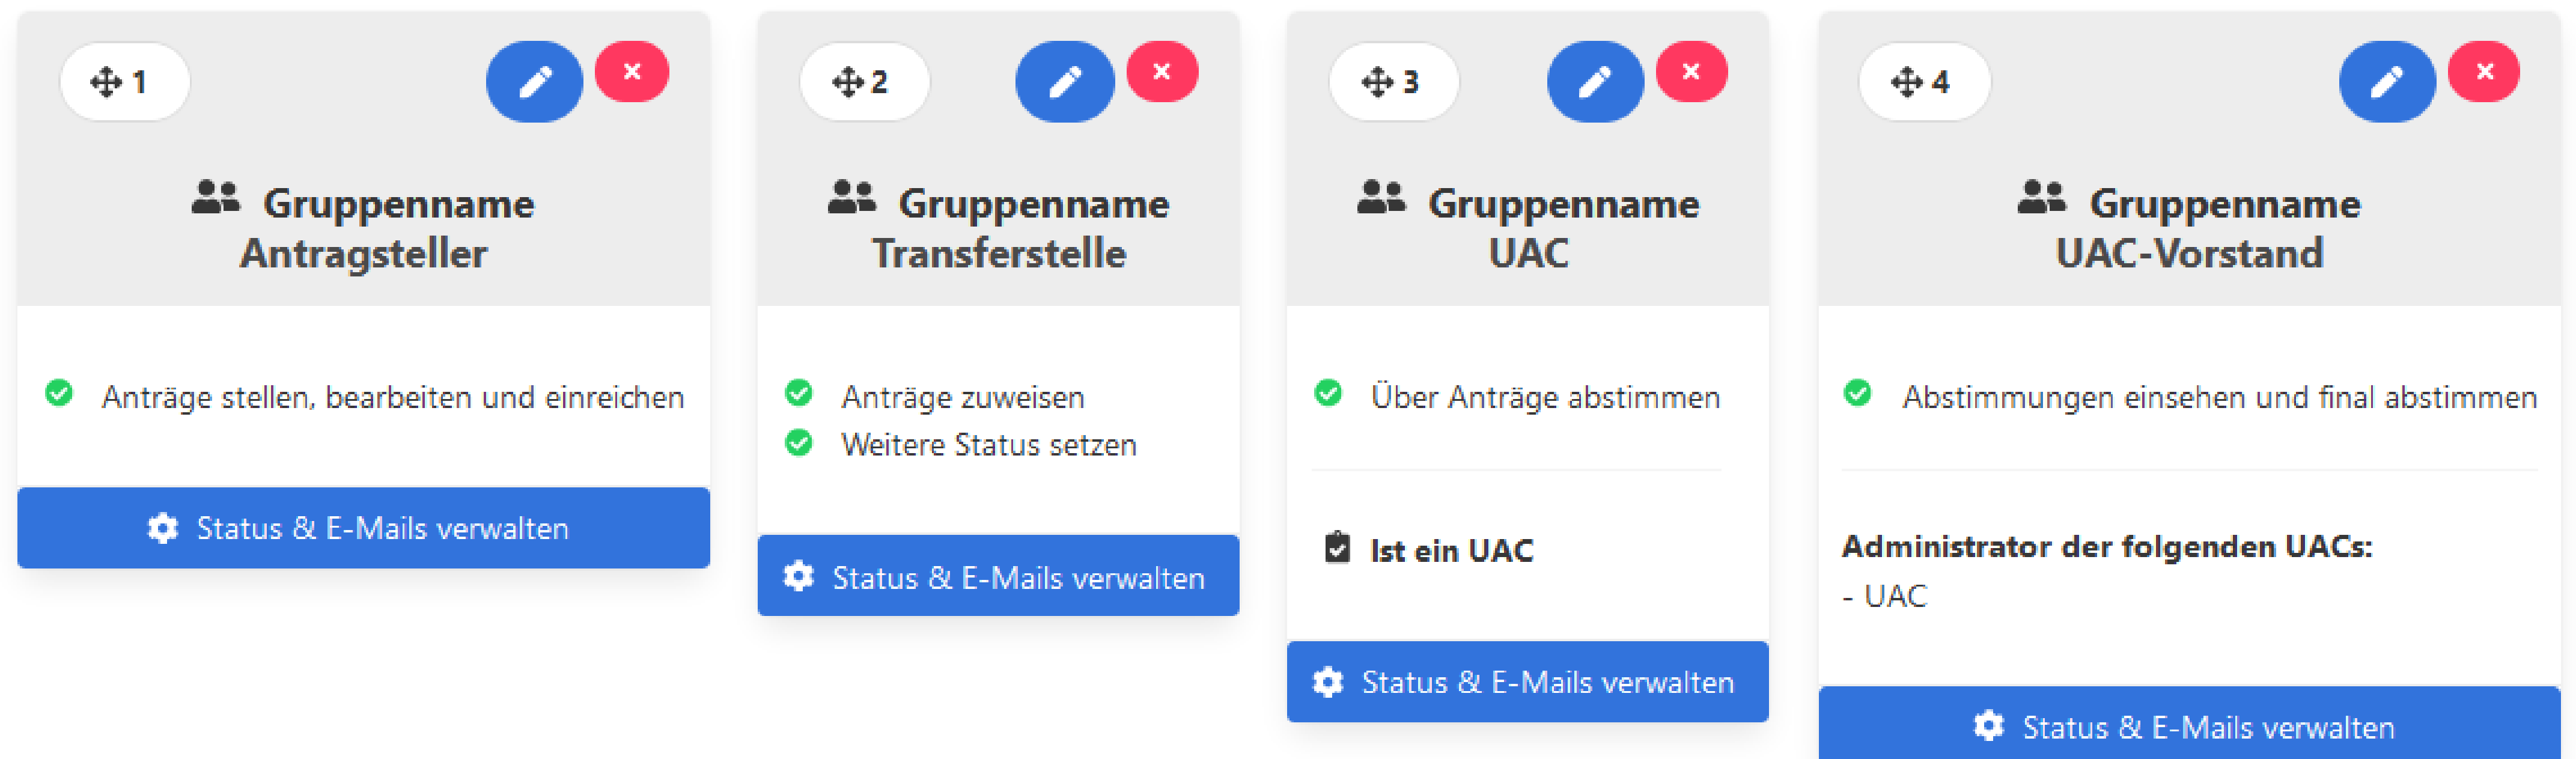 1
Gruppenname
Antragsteller
Anträge stellen, bearbeiten und einreichen
Status & E-Mails verwalten
2
Gruppenname
Transferstelle
Anträge zuweisen
Weitere Status setzen
Status & E-Mails verwalten
3
Gruppenname
UAC
Über Anträge abstimmen
Ist ein UAC
Status & E-Mails verwalten
4
Gruppenname
UAC-Vorstand
Abstimmungen einsehen und final abstimmen
Administrator der folgenden UACs:
- UAC
Status & E-Mails verwalten